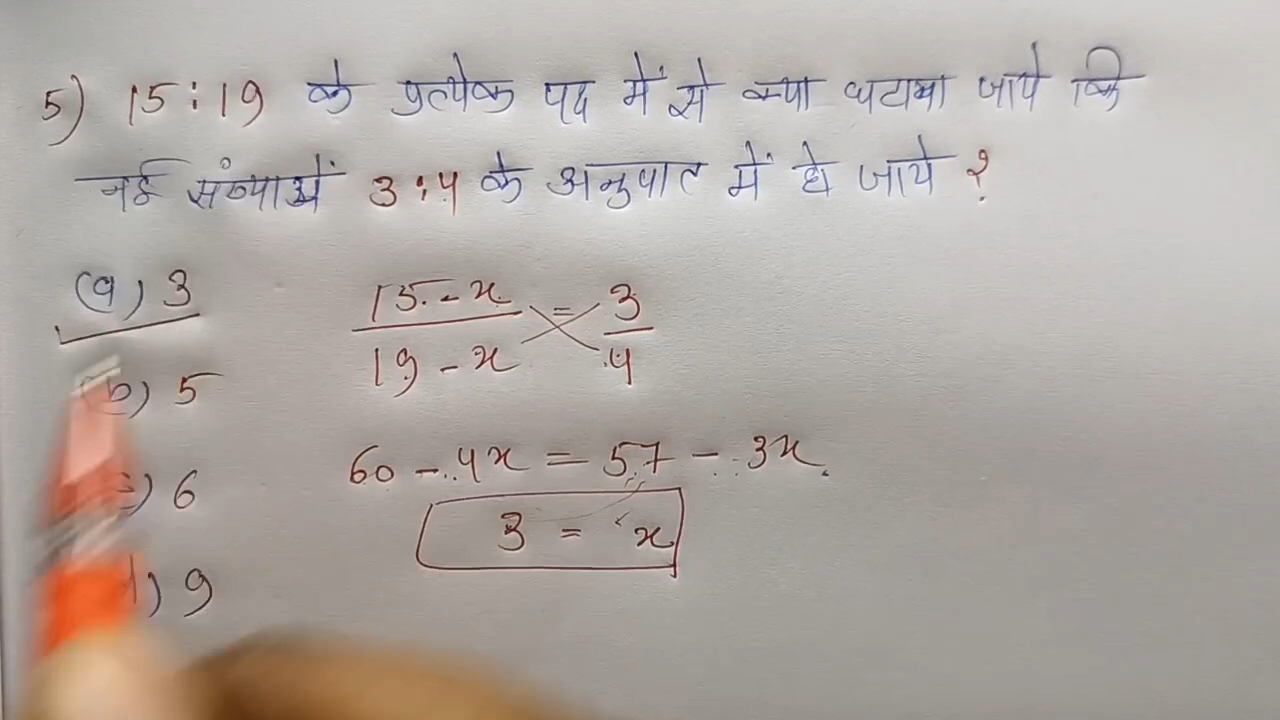 5) 15:19 के प्रत्येक पद में से क्या घटाया जाये कि
नई संख्याओं 3:4 के अनुपात में हो जाये ?
(a) 3
15-x = 3
19-x 4
b) 5
60 - 4x = 57 - 3x
) 6
3 = x
) 9